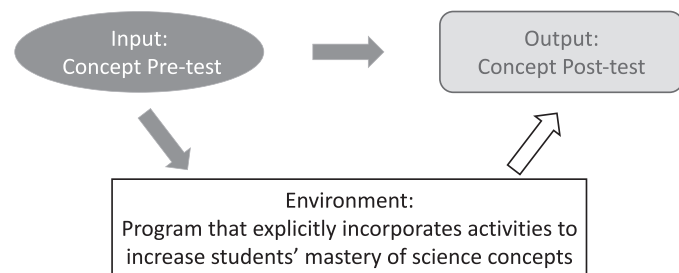 Input:
Concept Pre-test
Output:
Concept Post-test
Environment:
Program that explicitly incorporates activities to
increase students’ mastery of science concepts